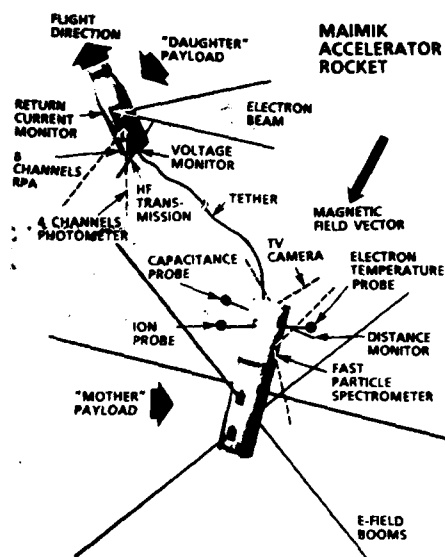 FLIGHT
DIRECTION
"DAUGHTER"
PAYLOAD
MAIMIK
ACCELERATOR
ROCKET
RETURN
CURRENT
MONITOR
ELECTRON
BEAM
8
CHANNELS
RPA
VOLTAGE
MONITOR
HF TRANS-
MISSION
4 CHANNELS
PHOTOMETER
TETHER
MAGNETIC
FIELD VECTOR
CAPACITANCE
PROBE
TV
CAMERA
ELECTRON
TEMPERATURE
PROBE
ION
PROBE
DISTANCE
MONITOR
FAST
PARTICLE
SPECTROMETER
"MOTHER"
PAYLOAD
E-FIELD
BOOMS